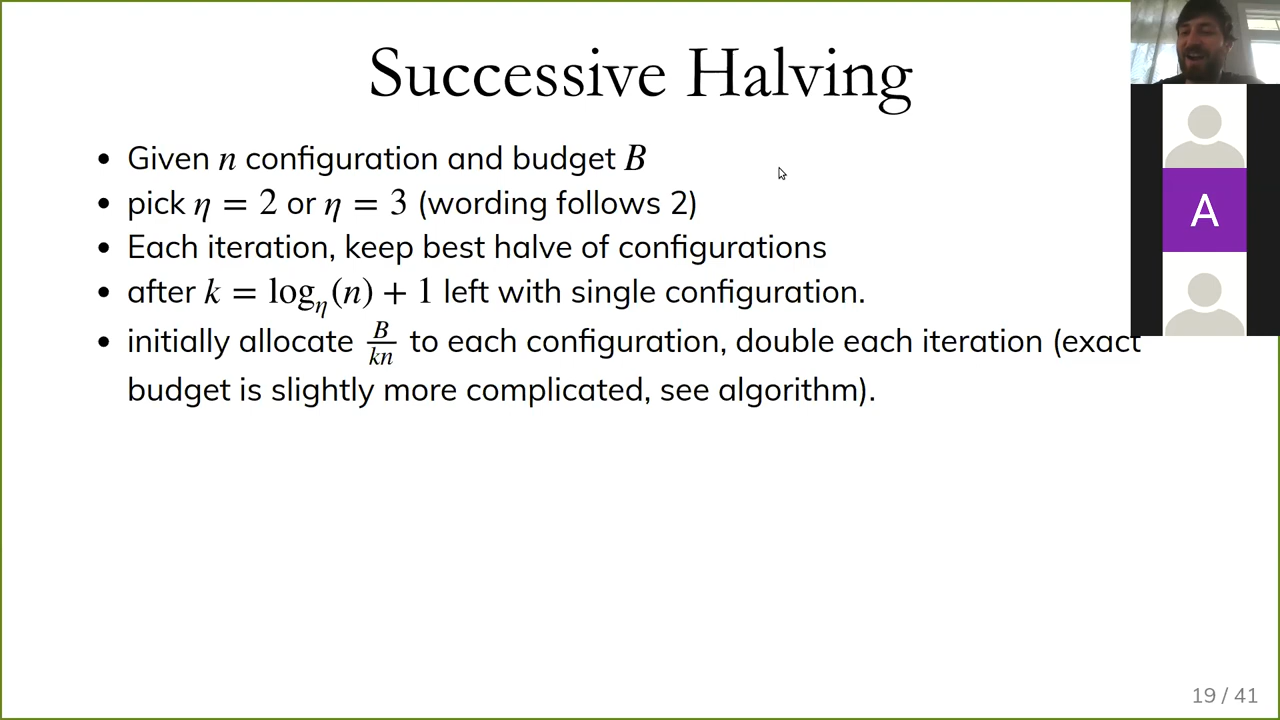 Successive Halving
• Given n configuration and budget B
• pick η = 2 or η = 3 (wording follows 2)
• Each iteration, keep best halve of configurations
• after k = log_η(n) + 1 left with single configuration.
• initially allocate B/kn to each configuration, double each iteration (exact
budget is slightly more complicated, see algorithm).
A
19 / 41